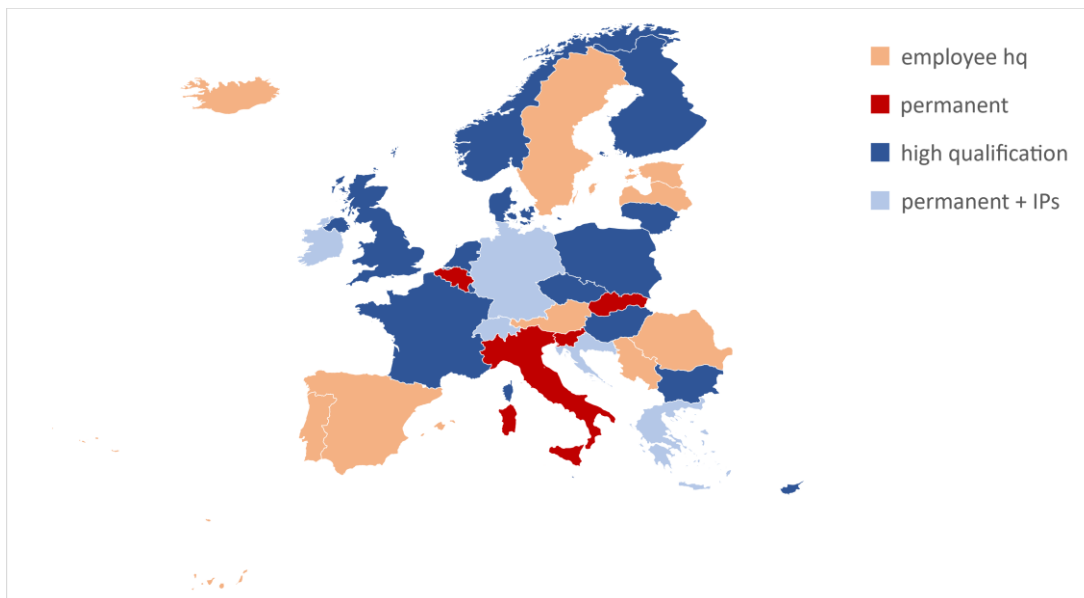 employee hq
permanent
high qualification
permanent + IPs